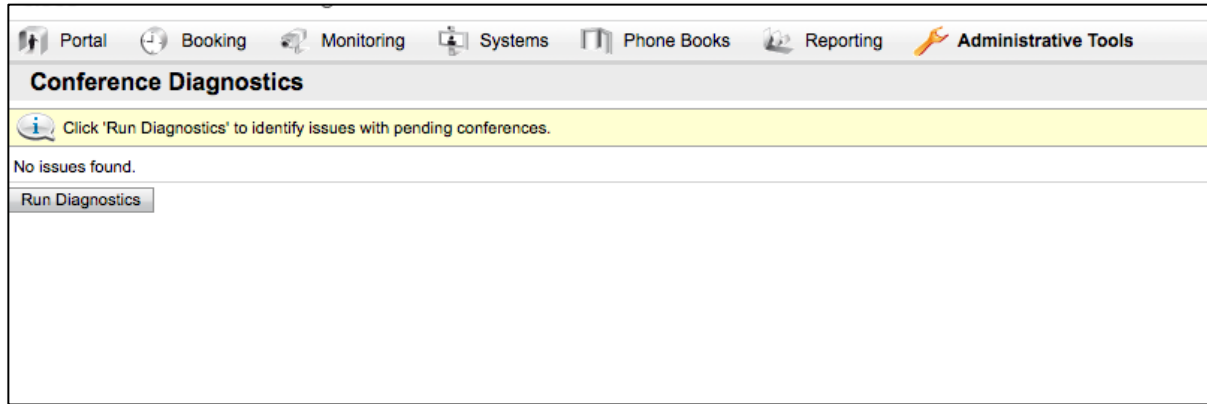 Portal Booking Monitoring Systems Phone Books Reporting Administrative Tools
Conference Diagnostics
Click 'Run Diagnostics' to identify issues with pending conferences.
No issues found.
Run Diagnostics